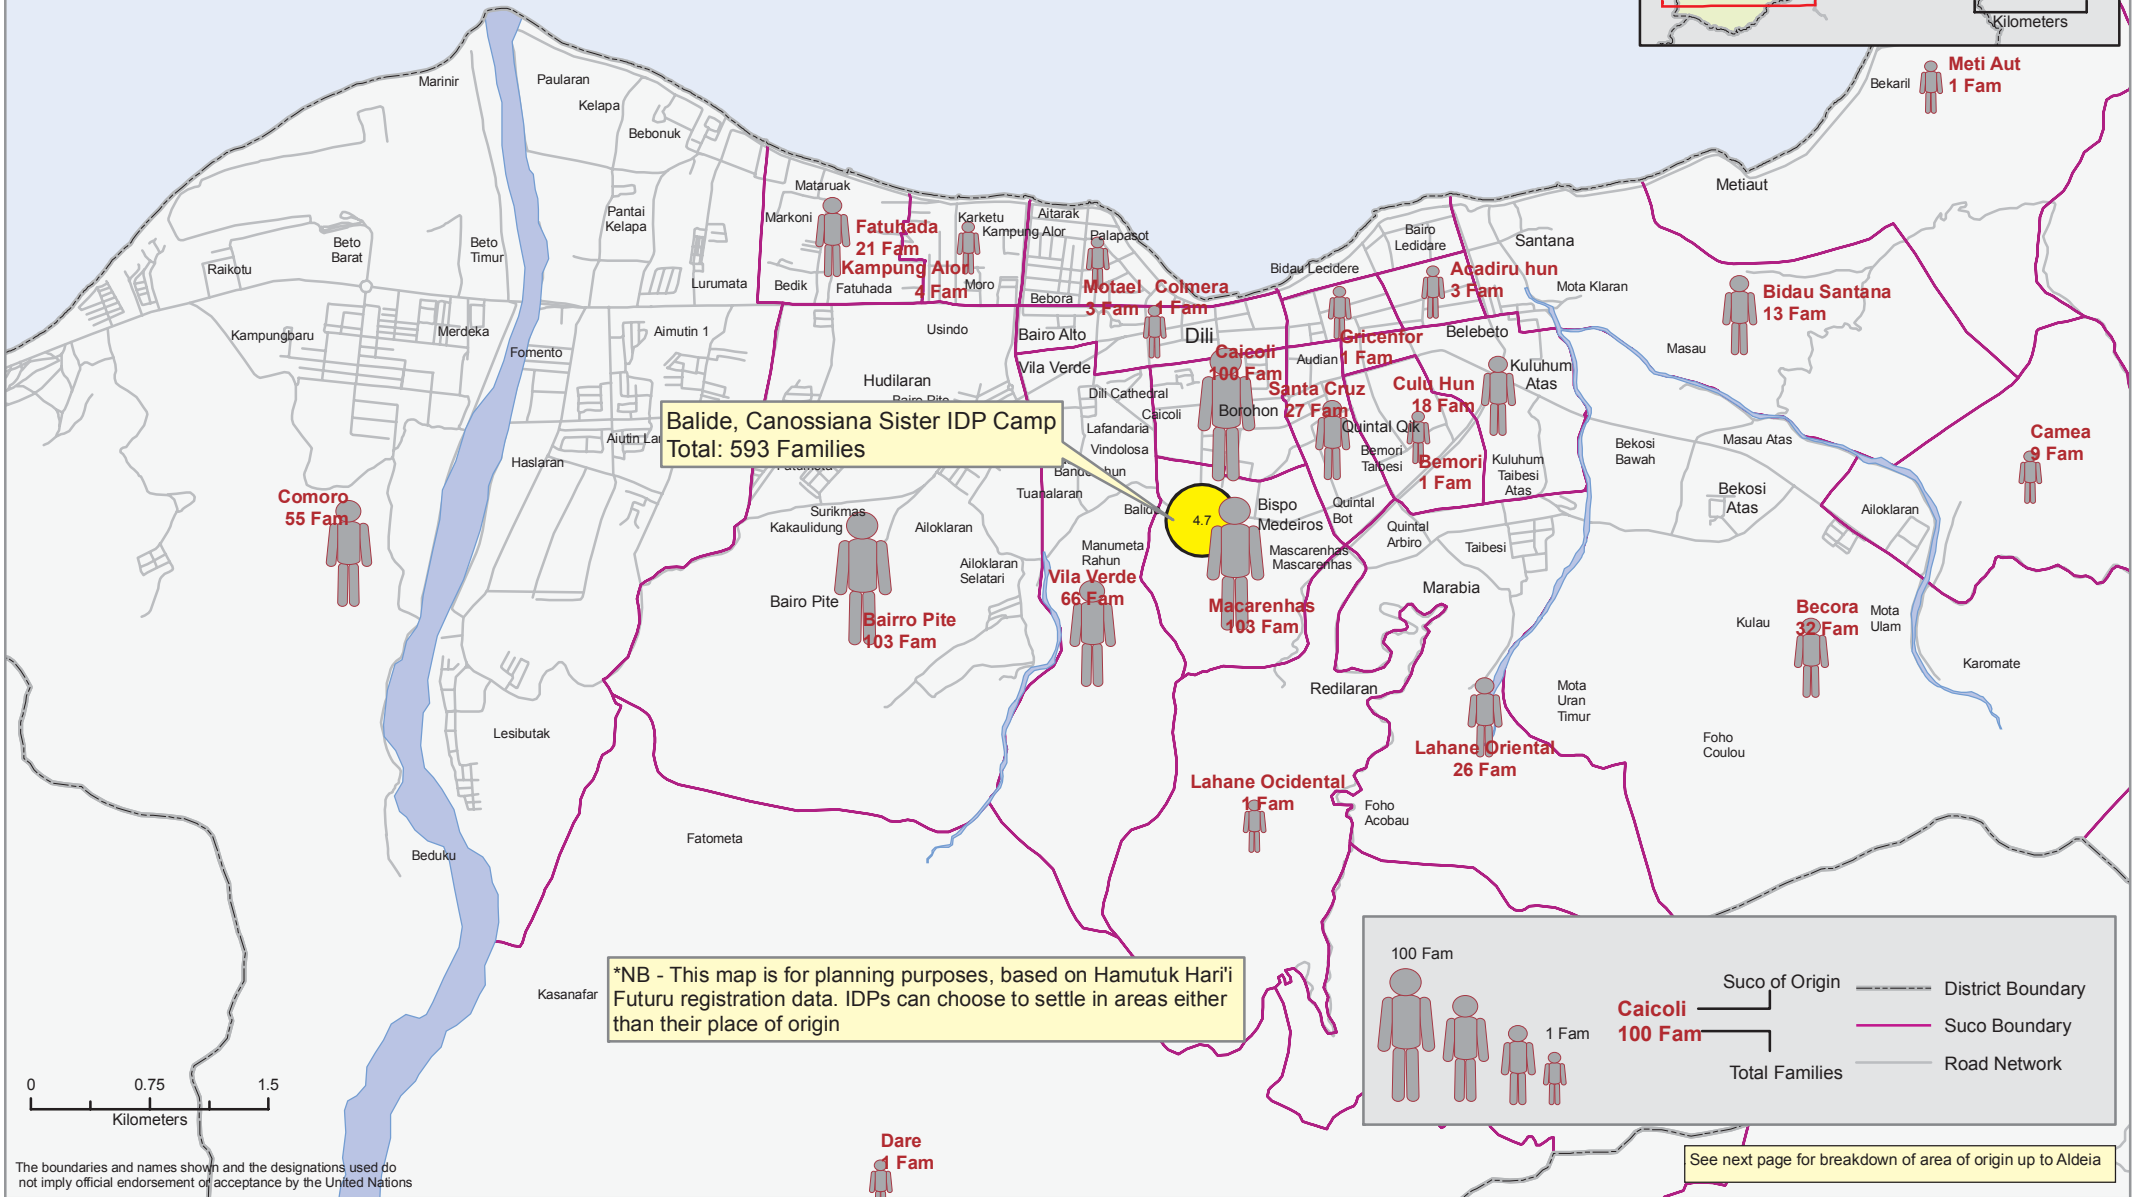 Kilometers
Meti Aut
1 Fam
Bekaril
Marinir
Paularan
Kelapa
Bebonuk
Metiaut
Mataruak
Markoni
Fatuhada
21 Fam
Karketu
Kampung Alor
Aitarak
Palapasot
Pantai
Kelapa
Beto
Barat
Beto
Timur
Raikotu
Lurumata
Bedik
Fatuhada
Kampung Alor
4 Fam
Moro
Bebora
Motael
3 Fam
Colmera
1 Fam
Bidau Lecidere
Bairo
Ledidare
Santana
Acadiru hun
3 Fam
Mota Klaran
Bidau Santana
13 Fam
Kampungbaru
Merdeka
Fomento
Aimutin 1
Usindo
Bairo Alto
Dili
Gricenfor
1 Fam
Belebeto
Masau
Vila Verde
Hudilaran
Bairo Pite
Dili Cathedral
Caicoli
100 Fam
Audian
Santa Cruz
27 Fam
Culu Hun
18 Fam
Kuluhum
Atas
Caicoli
Borohon
Lafandaria
Vindolosa
Quintal Qik
Bemori
Taibesi
Bemori
1 Fam
Kuluhum
Taibesi
Atas
Bekosi
Bawah
Masau Atas
Camea
9 Fam
Balide, Canossiana Sister IDP Camp
Total: 593 Families
Haslaran
Tuanalaran
Comoro
55 Fam
Surikmas
Kakaulidung
Ailoklaran
4.7
Bispo
Medeiros
Quintal
Bot
Quintal
Arbiro
Taibesi
Bekosi
Atas
Ailoklaran
Manumeta
Rahun
Mascarenhas
Mascarenhas
Ailoklaran
Selatari
Vila Verde
66 Fam
Bairo Pite
Bairro Pite
103 Fam
Macarenhas
103 Fam
Marabia
Becora
32 Fam
Kulau
Mota
Ulam
Karomate
Redilaran
Mota
Uran
Timur
Lesibutak
Lahane Oriental
26 Fam
Foho
Coulou
Lahane Ocidental
1 Fam
Foho
Acobau
Fatometa
Beduku
Kasanafar
*NB - This map is for planning purposes, based on Hamutuk Hari'i
Futuru registration data. IDPs can choose to settle in areas either
than their place of origin
100 Fam
1 Fam
Caicoli
100 Fam
Suco of Origin
Total Families
District Boundary
Suco Boundary
Road Network
0 0.75 1.5
Kilometers
Dare
1 Fam
The boundaries and names shown and the designations used do
not imply official endorsement or acceptance by the United Nations
See next page for breakdown of area of origin up to Aldeia